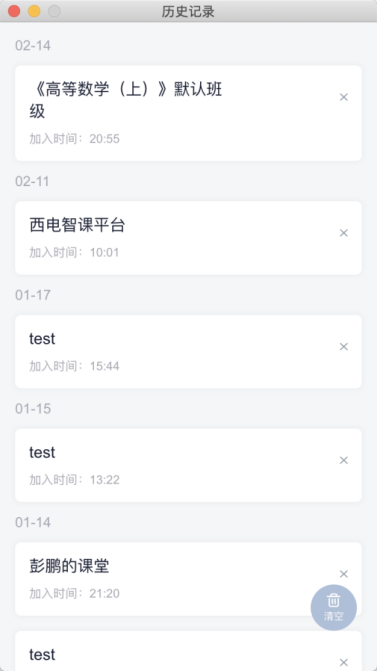 历史记录
02-14
《高等数学（上）》默认班
级
加入时间：20:55
02-11
西电智课平台
加入时间：10:01
01-17
test
加入时间：15:44
01-15
test
加入时间：13:22
01-14
彭鹏的课堂
加入时间：21:20
清空
test